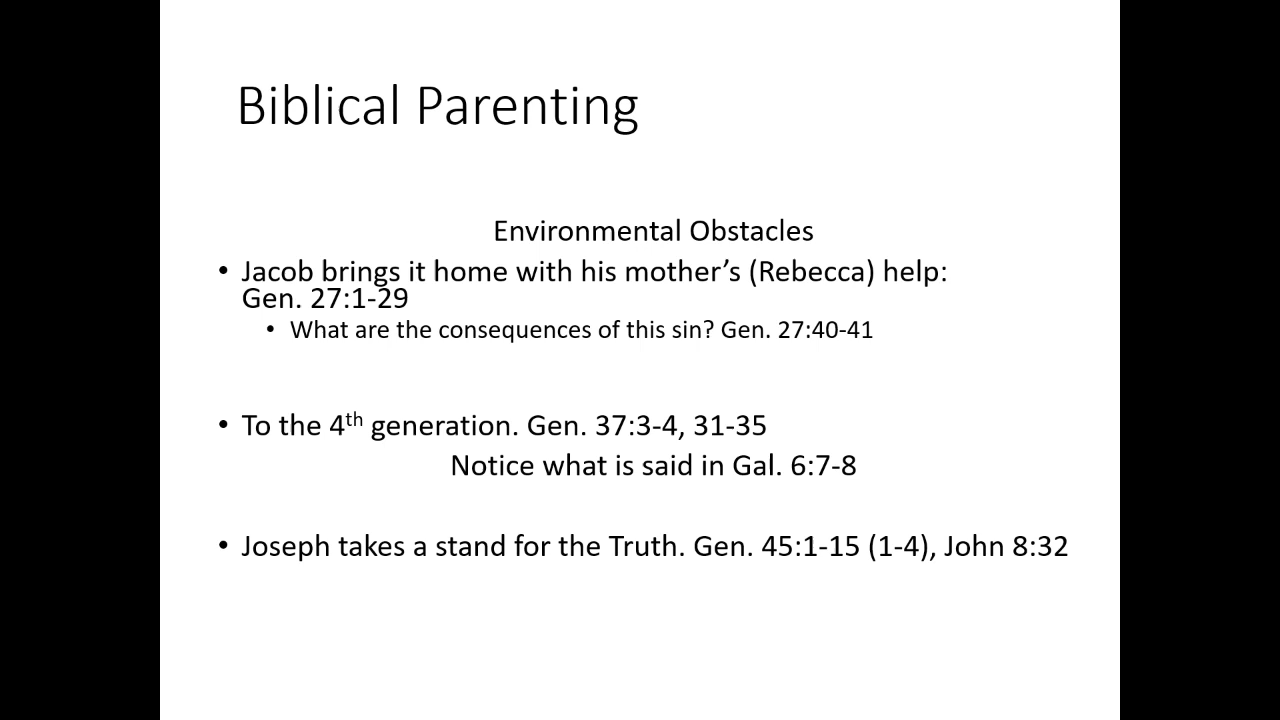 Biblical Parenting
Environmental Obstacles
• Jacob brings it home with his mother’s (Rebecca) help:
Gen. 27:1-29
• What are the consequences of this sin? Gen. 27:40-41
• To the 4th generation. Gen. 37:3-4, 31-35
Notice what is said in Gal. 6:7-8
• Joseph takes a stand for the Truth. Gen. 45:1-15 (1-4), John 8:32